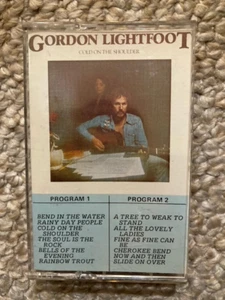 GORDON LIGHTFOOT
COLD ON THE SHOULDER
PROGRAM 1
BEND IN THE WATER
RAINY DAY PEOPLE
COLD ON THE
SHOULDER
THE SOUL IS THE
ROCK
BELLS OF THE
EVENING
RAINBOW TROUT
PROGRAM 2
A TREE TO WEAK TO
STAND
ALL THE LOVELY
LADIES
FINE AS FINE CAN
BE
CHEROKEE BEND
NOW AND THEN
SLIDE ON OVER